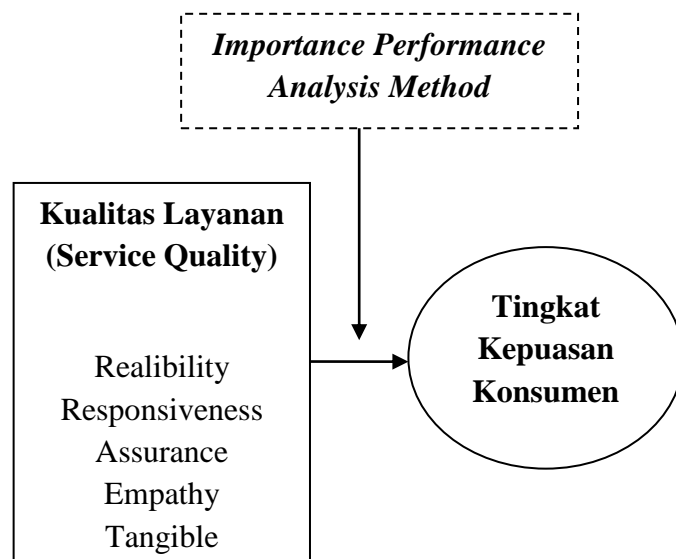 Importance Performance
Analysis Method
Kualitas Layanan
(Service Quality)
Realibility
Responsiveness
Assurance
Empathy
Tangible
Tingkat
Kepuasan
Konsumen